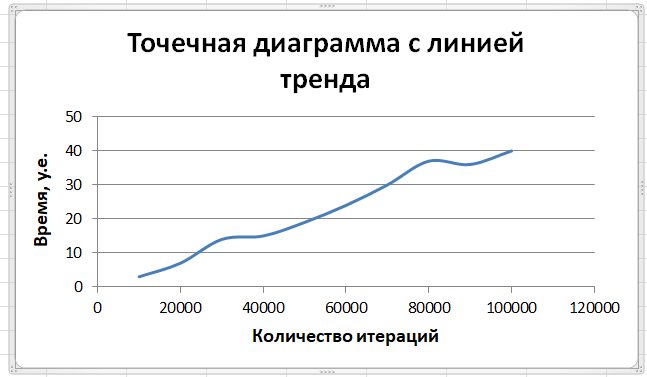 Точечная диаграмма с линией
тренда
Время, у.е.
50
40
30
20
10
0
0 20000 40000 60000 80000 100000 120000
Количество итераций